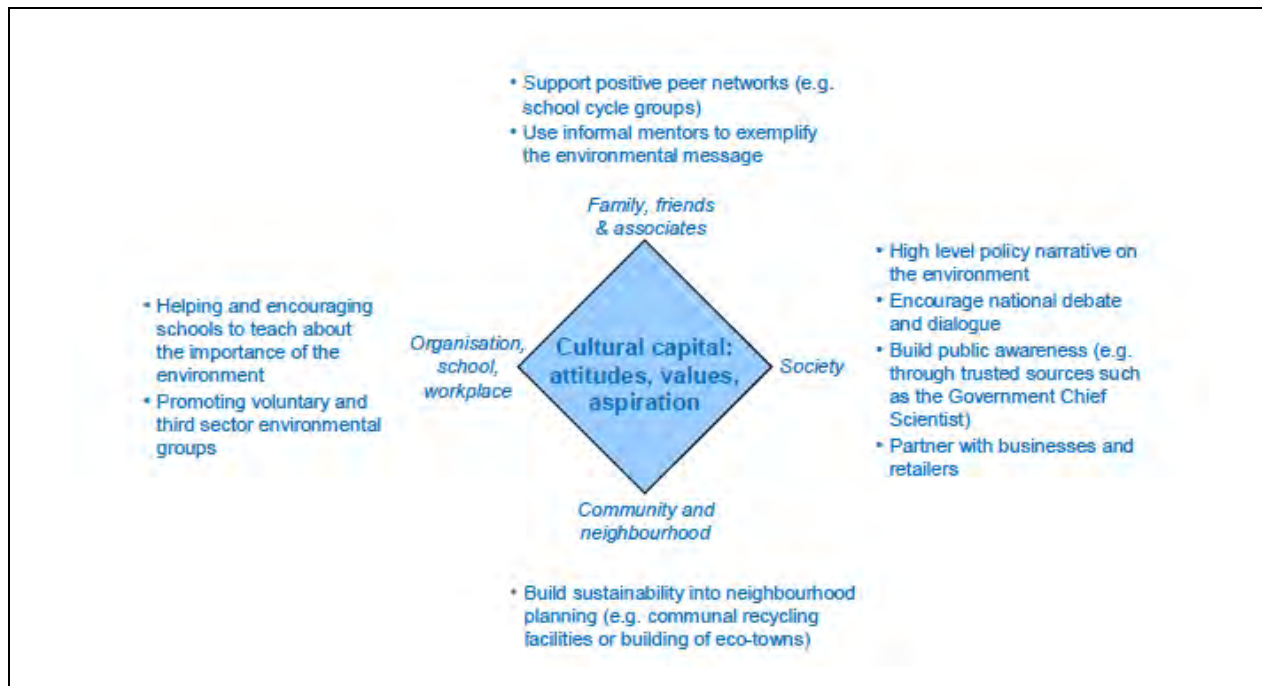 • Support positive peer networks (e.g.
school cycle groups)
• Use informal mentors to exemplify
the environmental message
Family, friends
& associates
• Helping and encouraging
schools to teach about
the importance of the
environment
• Promoting voluntary and
third sector environmental
groups
Organisation,
school,
workplace
Cultural capital:
attitudes, values,
aspiration
Society
• High level policy narrative on
the environment
• Encourage national debate
and dialogue
• Build public awareness (e.g.
through trusted sources such
as the Government Chief
Scientist)
• Partner with businesses and
retailers
Community and
neighbourhood
• Build sustainability into neighbourhood
planning (e.g. communal recycling
facilities or building of eco-towns)